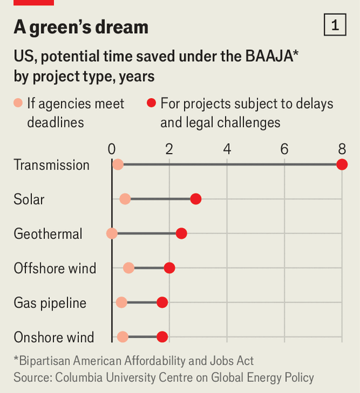 A green's dream
1
US, potential time saved under the BAAJA*
by project type, years
If agencies meet
deadlines
For projects subject to delays
and legal challenges
0 2 4 6 8
Transmission
Solar
Geothermal
Offshore wind
Gas pipeline
Onshore wind
*Bipartisan American Affordability and Jobs Act
Source: Columbia University Centre on Global Energy Policy